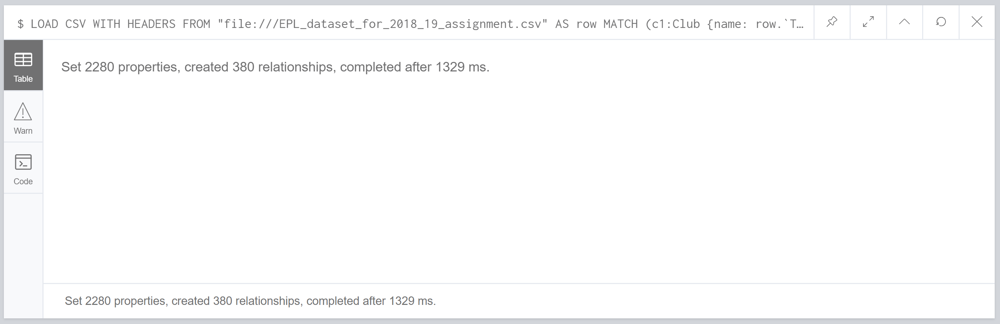 $ LOAD CSV WITH HEADERS FROM "file:///EPL_dataset_for_2018_19_assignment.csv" AS row MATCH (c1:Club {name: row.`T…
Table
Set 2280 properties, created 380 relationships, completed after 1329 ms.
Warn
Code
Set 2280 properties, created 380 relationships, completed after 1329 ms.